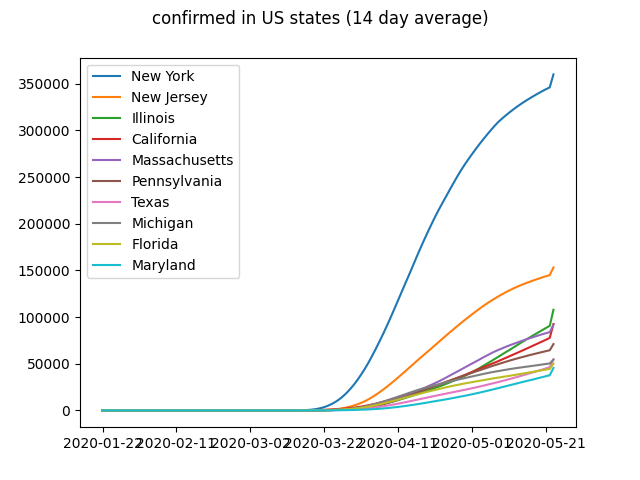 confirmed in US states (14 day average)
350000
300000
250000
200000
150000
100000
50000
0
New York
New Jersey
Illinois
California
Massachusetts
Pennsylvania
Texas
Michigan
Florida
Maryland
2020-01-22 2020-02-11 2020-03-02 2020-03-22 2020-04-11 2020-05-01 2020-05-21